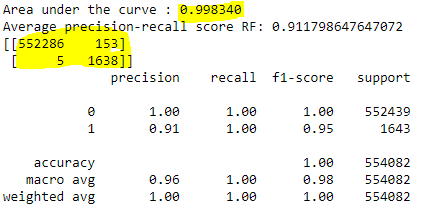 Area under the curve : 0.998340
Average precision-recall score RF: 0.911798647647072
[[552286 153]
[ 5 1638]]
precision recall f1-score support
0 1.00 1.00 1.00 552439
1 0.91 1.00 0.95 1643
accuracy 1.00 554082
macro avg 0.96 1.00 0.98 554082
weighted avg 1.00 1.00 1.00 554082